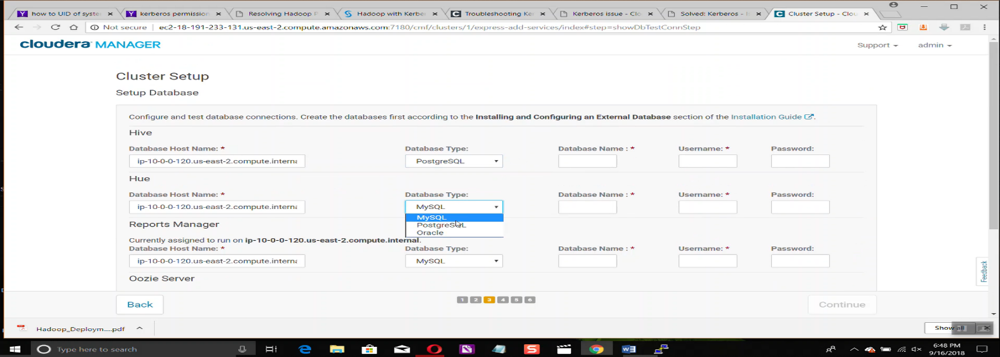 how to UID of syste
kerberos permission
Resolving Hadoop P
Hadoop with Kerbe
Troubleshooting Ke
Kerberos issue - Clo
Solved: Kerberos - I
Cluster Setup - Clou
Not secure | ec2-18-191-233-131.us-east-2.compute.amazonaws.com:7180/cmf/clusters/1/express-add-services/index#step=showDbTestConnStep
cloudera MANAGER
Support
admin
Cluster Setup
Setup Database
Configure and test database connections. Create the databases first according to the Installing and Configuring an External Database section of the Installation Guide.
Hive
Database Host Name: * Database Type: Database Name : * Username: * Password:
ip-10-0-0-120.us-east-2.compute.interna PostgreSQL
Hue
Database Host Name: * Database Type: Database Name : * Username: * Password:
ip-10-0-0-120.us-east-2.compute.interna MySQL
MySQL
PostgreSQL
Oracle
Reports Manager
Currently assigned to run on ip-10-0-0-120.us-east-2.compute.internal.
Database Host Name: * Database Type: Database Name : * Username: * Password:
ip-10-0-0-120.us-east-2.compute.interna MySQL
Oozie Server
Feedback
Back
1 2 3 4 5 6
Continue
Hadoop_Deploym....pdf
Show all
Type here to search
6:48 PM
9/16/2018